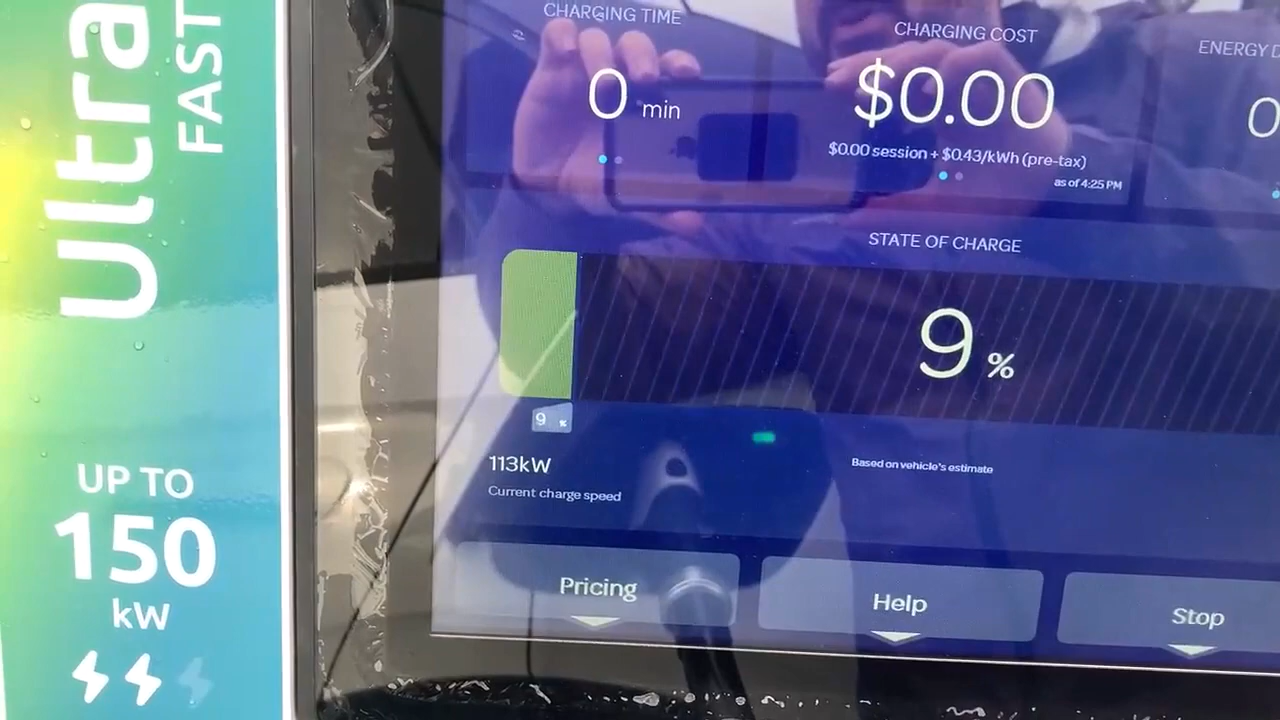 Ultra
FAST
UP TO
150
kW
CHARGING TIME
0 min
CHARGING COST
$0.00
$0.00 session + $0.43/kWh (pre-tax)
as of 4:25 PM
ENERGY D
0
STATE OF CHARGE
9 %
9 %
113kW
Current charge speed
Based on vehicle's estimate
Pricing
Help
Stop